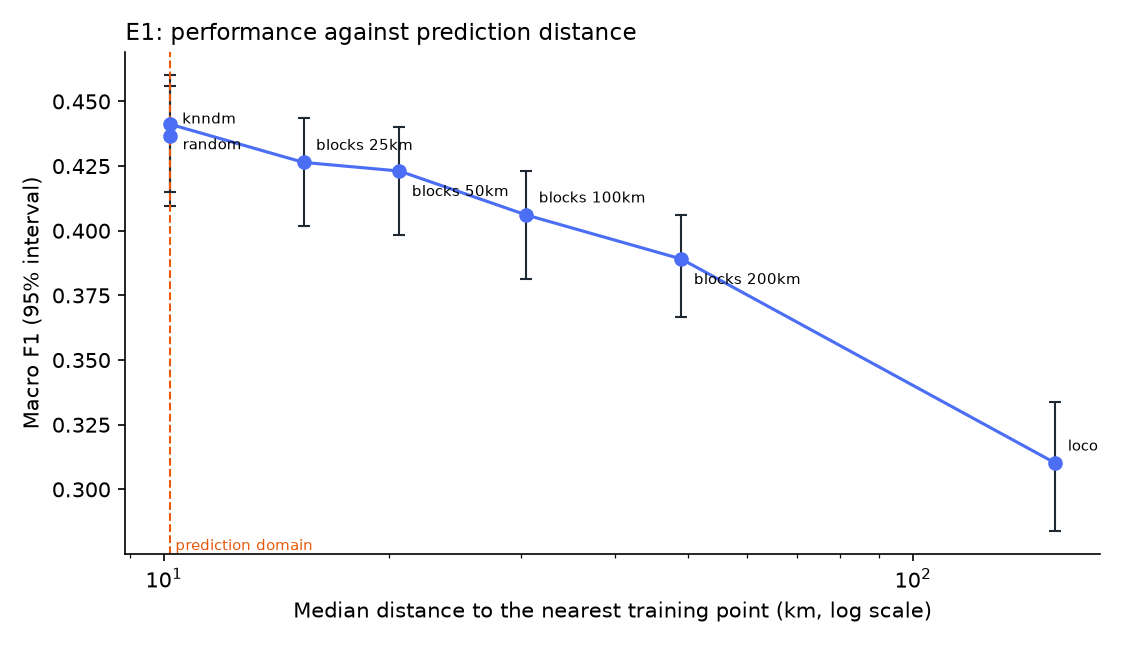 E1: performance against prediction distance
Macro F1 (95% interval)
0.450
0.425
0.400
0.375
0.350
0.325
0.300
knndm
random
blocks 25km
blocks 50km
blocks 100km
blocks 200km
loco
prediction domain
10¹
10²
Median distance to the nearest training point (km, log scale)